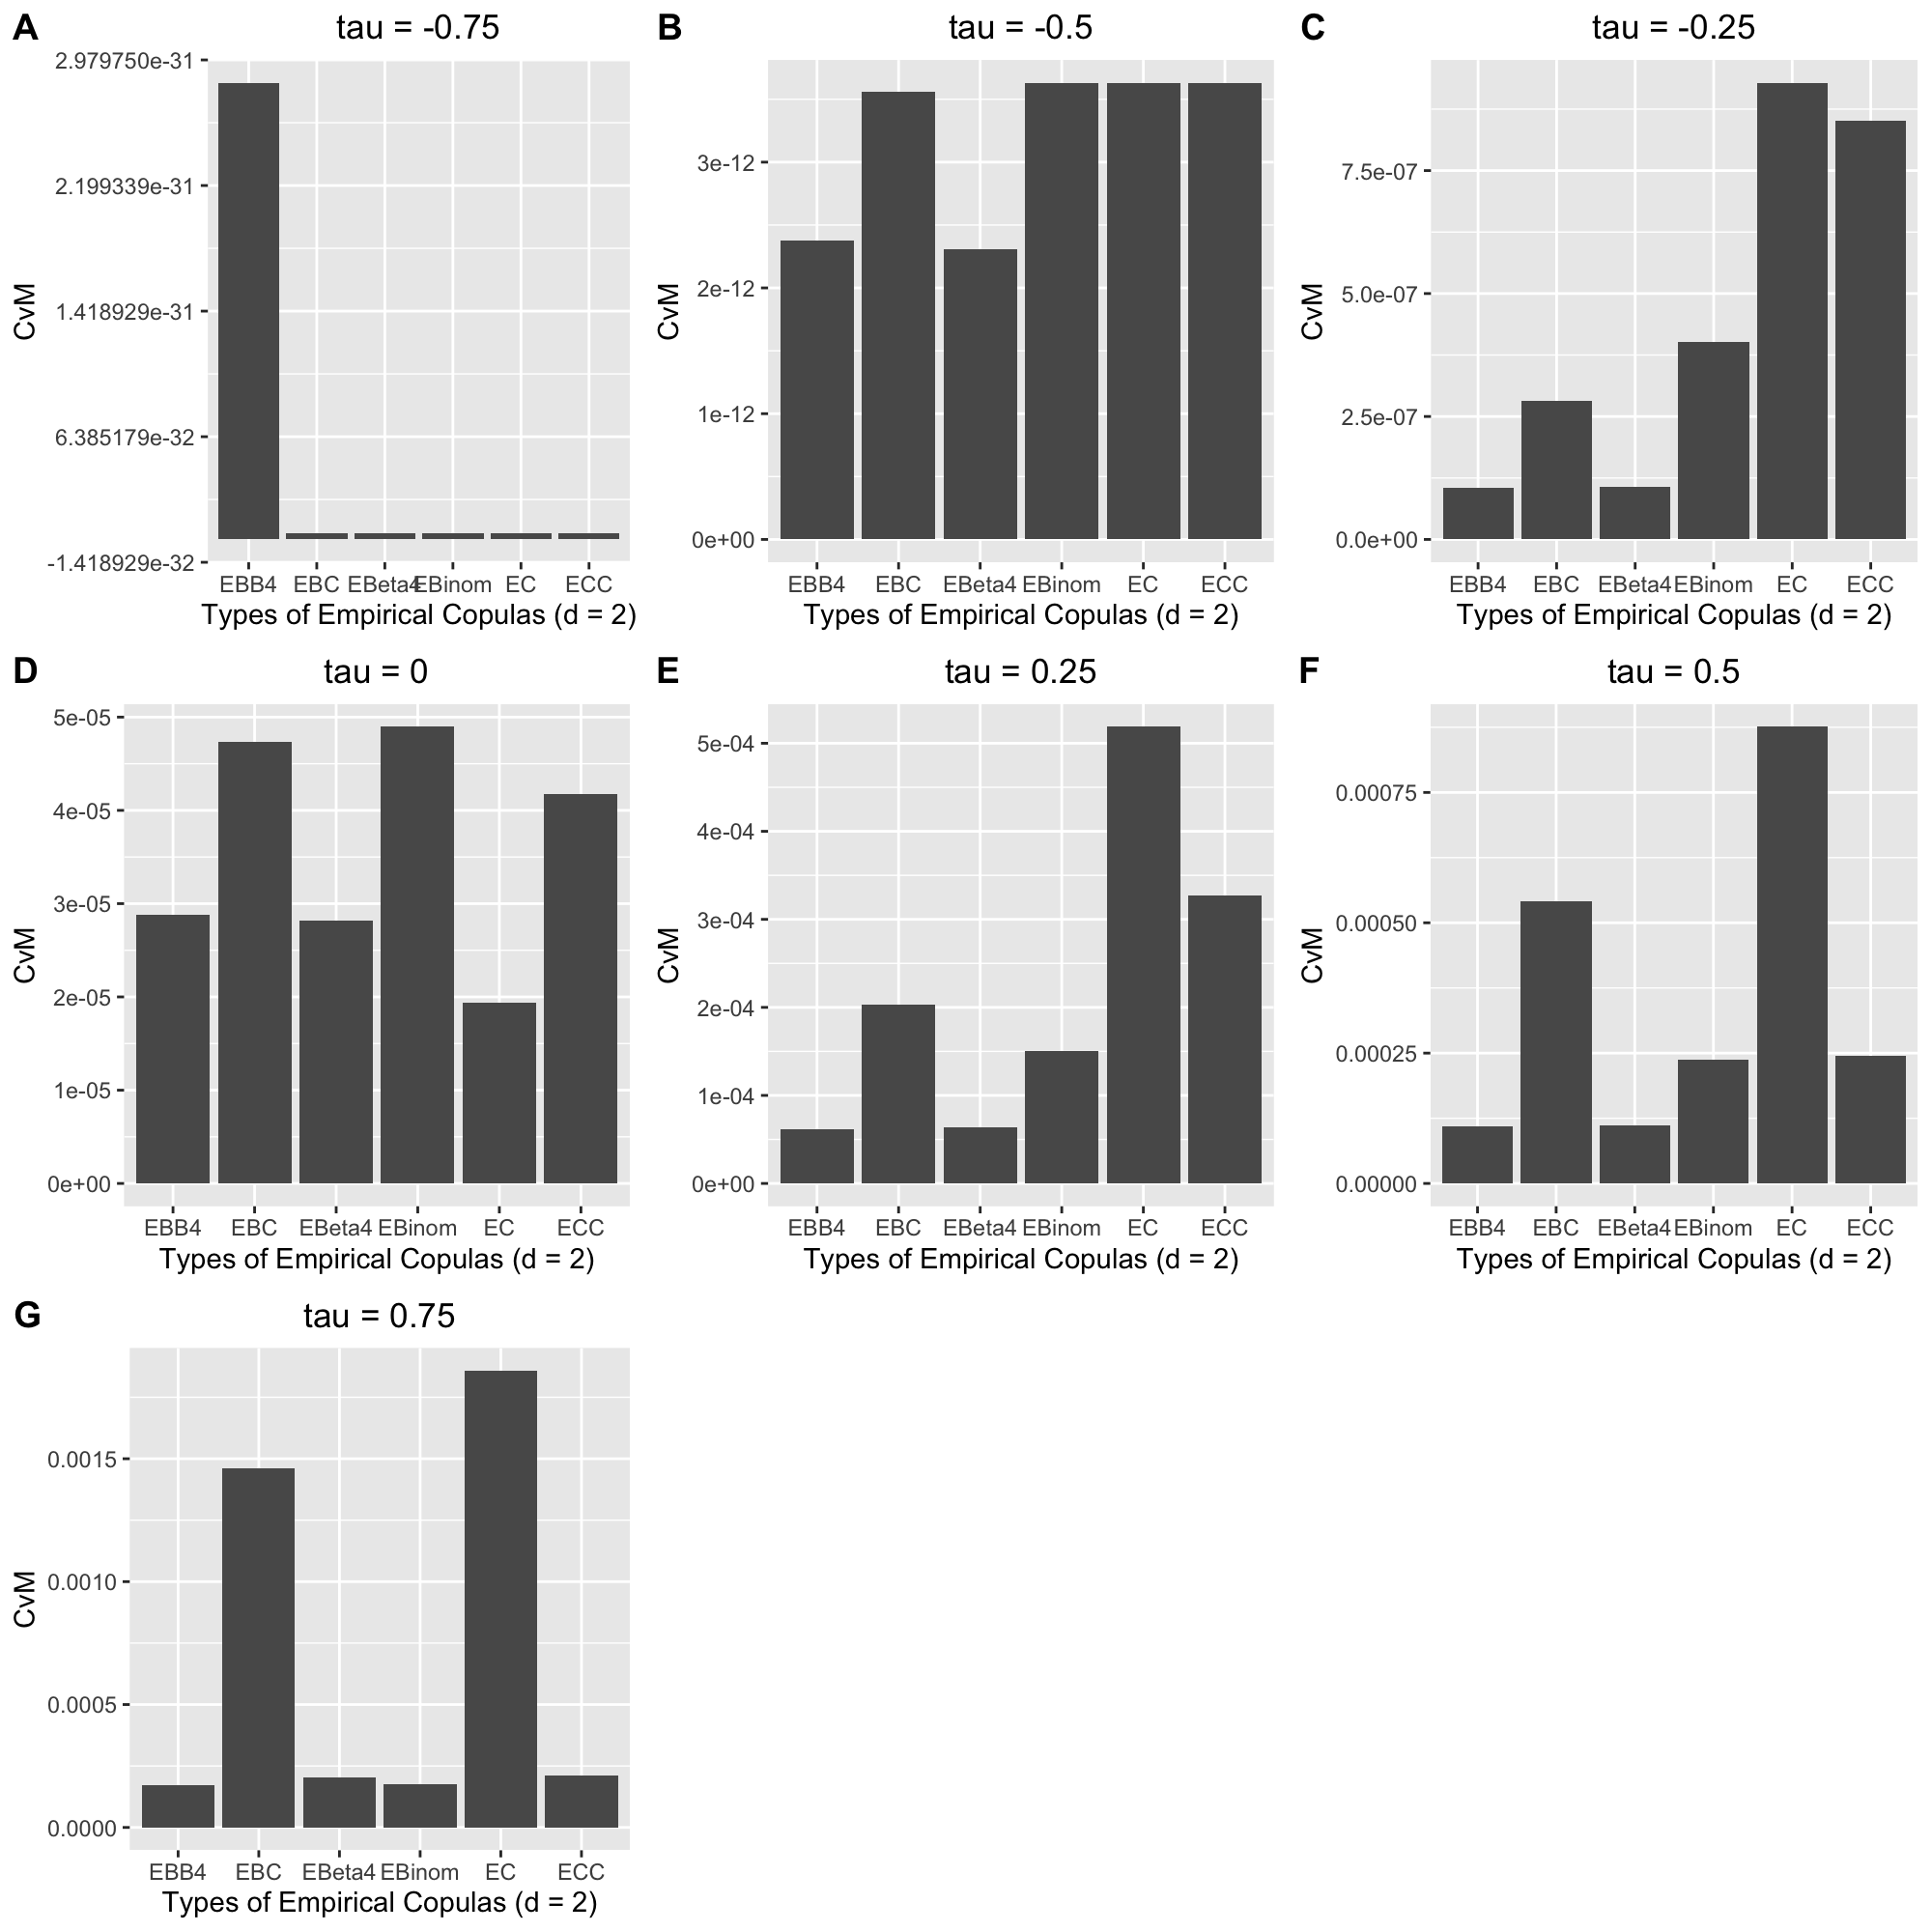 A tau = -0.75
2.979750e-31
2.199339e-31
1.418929e-31
6.385179e-32
-1.418929e-32
CvM
EBB4 EBC EBeta4 EBinom EC ECC
Types of Empirical Copulas (d = 2)
B tau = -0.5
3e-12
2e-12
1e-12
0e+00
CvM
EBB4 EBC EBeta4 EBinom EC ECC
Types of Empirical Copulas (d = 2)
C tau = -0.25
7.5e-07
5.0e-07
2.5e-07
0.0e+00
CvM
EBB4 EBC EBeta4 EBinom EC ECC
Types of Empirical Copulas (d = 2)
D tau = 0
5e-05
4e-05
3e-05
2e-05
1e-05
0e+00
CvM
EBB4 EBC EBeta4 EBinom EC ECC
Types of Empirical Copulas (d = 2)
E tau = 0.25
5e-04
4e-04
3e-04
2e-04
1e-04
0e+00
CvM
EBB4 EBC EBeta4 EBinom EC ECC
Types of Empirical Copulas (d = 2)
F tau = 0.5
0.00075
0.00050
0.00025
0.00000
CvM
EBB4 EBC EBeta4 EBinom EC ECC
Types of Empirical Copulas (d = 2)
G tau = 0.75
0.0015
0.0010
0.0005
0.0000
CvM
EBB4 EBC EBeta4 EBinom EC ECC
Types of Empirical Copulas (d = 2)